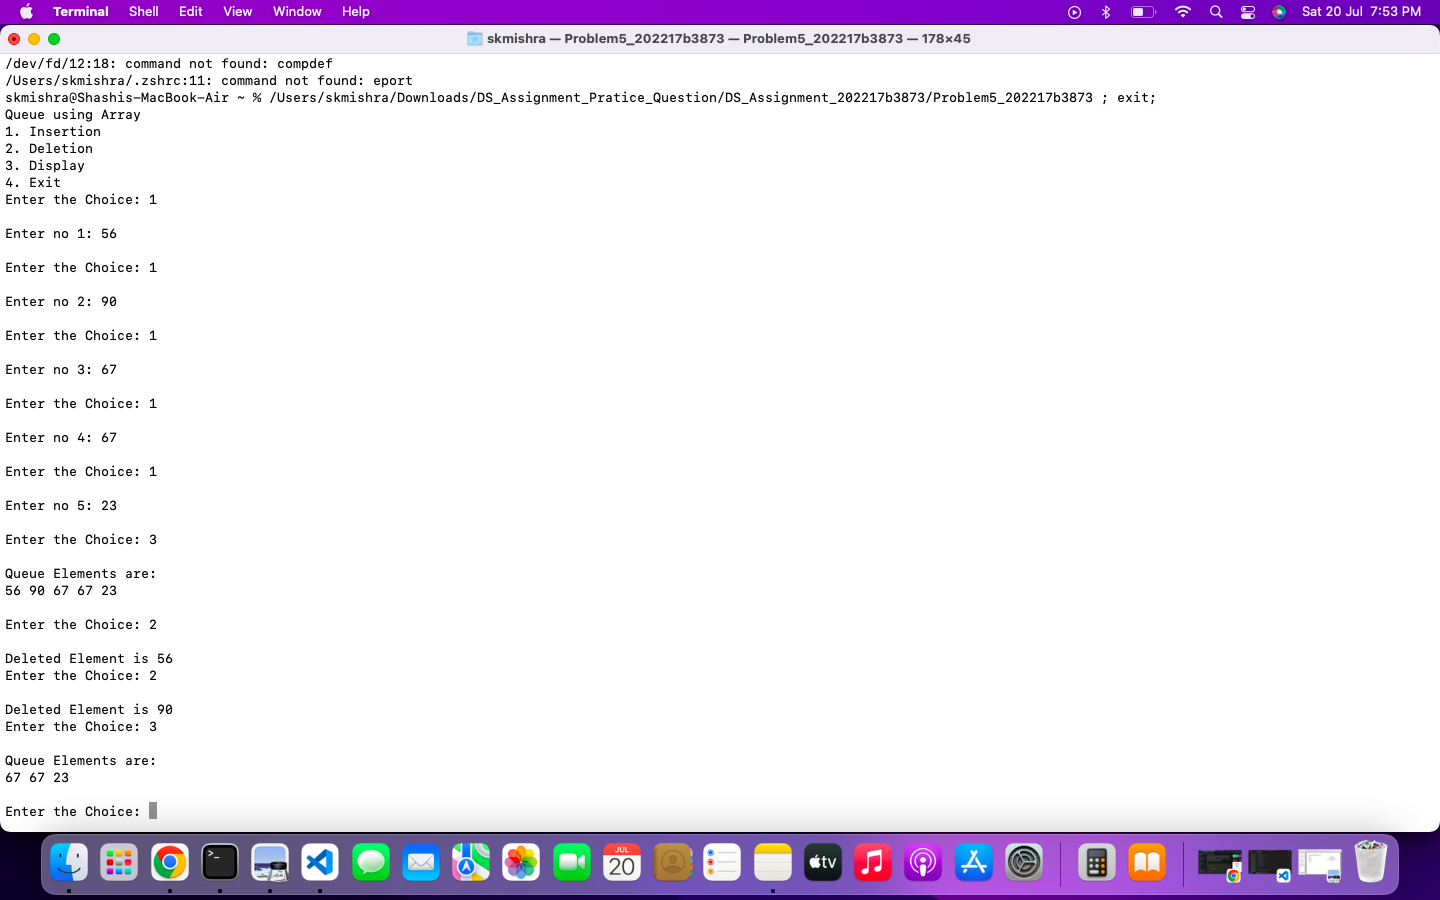 Terminal Shell Edit View Window Help Sat 20 Jul 7:53 PM
skmishra — Problem5_202217b3873 — Problem5_202217b3873 — 178×45
/dev/fd/12:18: command not found: compdef
/Users/skmishra/.zshrc:11: command not found: eport
skmishra@Shashis-MacBook-Air ~ % /Users/skmishra/Downloads/DS_Assignment_Pratice_Question/DS_Assignment_202217b3873/Problem5_202217b3873 ; exit;
Queue using Array
1. Insertion
2. Deletion
3. Display
4. Exit
Enter the Choice: 1
Enter no 1: 56
Enter the Choice: 1
Enter no 2: 90
Enter the Choice: 1
Enter no 3: 67
Enter the Choice: 1
Enter no 4: 67
Enter the Choice: 1
Enter no 5: 23
Enter the Choice: 3
Queue Elements are:
56 90 67 67 23
Enter the Choice: 2
Deleted Element is 56
Enter the Choice: 2
Deleted Element is 90
Enter the Choice: 3
Queue Elements are:
67 67 23
Enter the Choice:
>_
JUL
20
tv